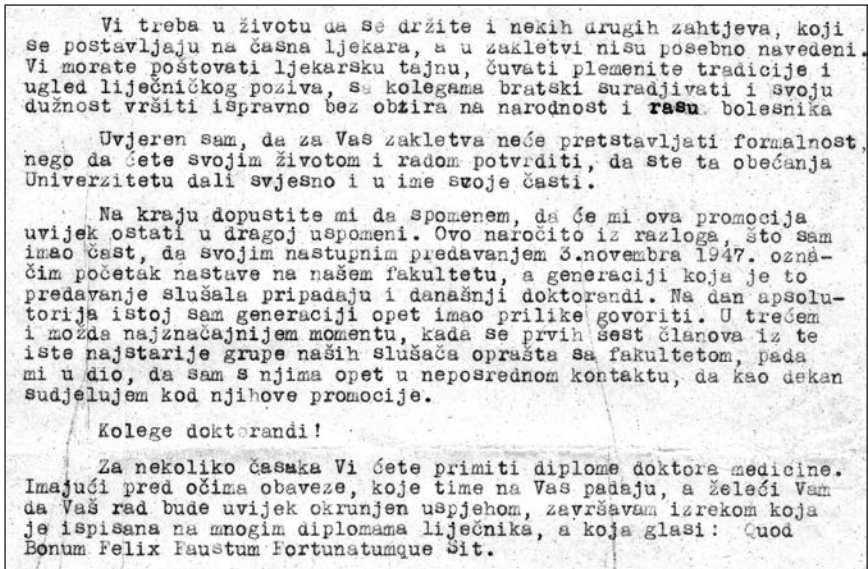 Vi treba u životu da se držite i nekih drugih zahtjeva, koji
se postavljaju na časna ljekara, a u zakletvi nisu posebno navedeni.
Vi morate poštovati ljekarsku tajnu, čuvati plemenite tradicije i
ugled liječničkog poziva, sa kolegama bratski suradjivati i svoju
dužnost vršiti ispravno bez obzira na narodnost i rasu bolesnika
Uvjeren sam, da za Vas zakletva neće pretstavljati formalnost,
nego da ćete svojim životom i radom potvrditi, da ste ta obećanja
Univerzitetu dali svjesno i u ime svoje časti.
Na kraju dopustite mi da spomenem, da će mi ova promocija
uvijek ostati u dragoj uspomeni. Ovo naročito iz razloga, što sam
imao čast, da svojim nastupnim predavanjem 3.novembra 1947. ozna-
čim početak nastave na našem fakultetu, a generaciji koja je to
predavanje slušala pripadaju i današnji doktorandi. Na dan apsolu-
torija istoj sam generaciji opet imao prilike govoriti. U trećem
i možda najznačajnijem momentu, kada se prvih šest članova iz te
iste najstarije grupe naših slušača oprašta sa fakultetom, pada
mi u dio, da sam s njima opet u neposrednom kontaktu, da kao dekan
sudjelujem kod njihove promocije.
Kolege doktorandi!
Za nekoliko časaka Vi ćete primiti diplome doktora medicine.
Imajući pred očima obaveze, koje time na Vas padaju, a želeći Vam
da Vaš rad bude uvijek okrunjen uspjehom, završavam izrekom koja
je ispisana na mnogim diplomama liječnika, a koja glasi: Quod
Bonum Felix Faustum Fortunatumque Sit.